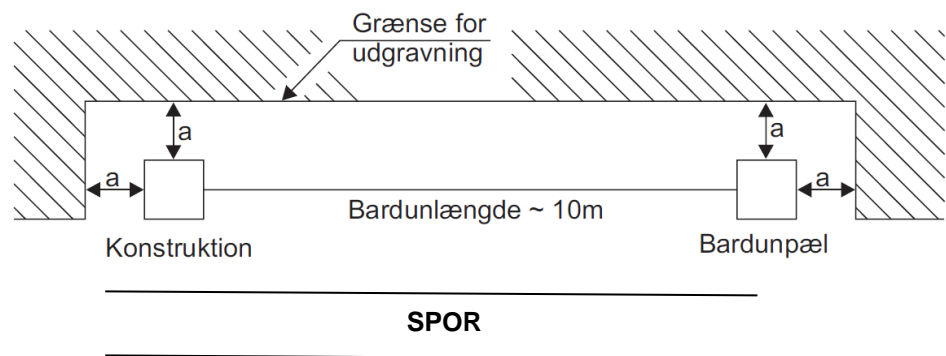 Grænse for
udgravning
a
a
a
a
Bardunlængde ~ 10m
Konstruktion
Bardunpæl
SPOR